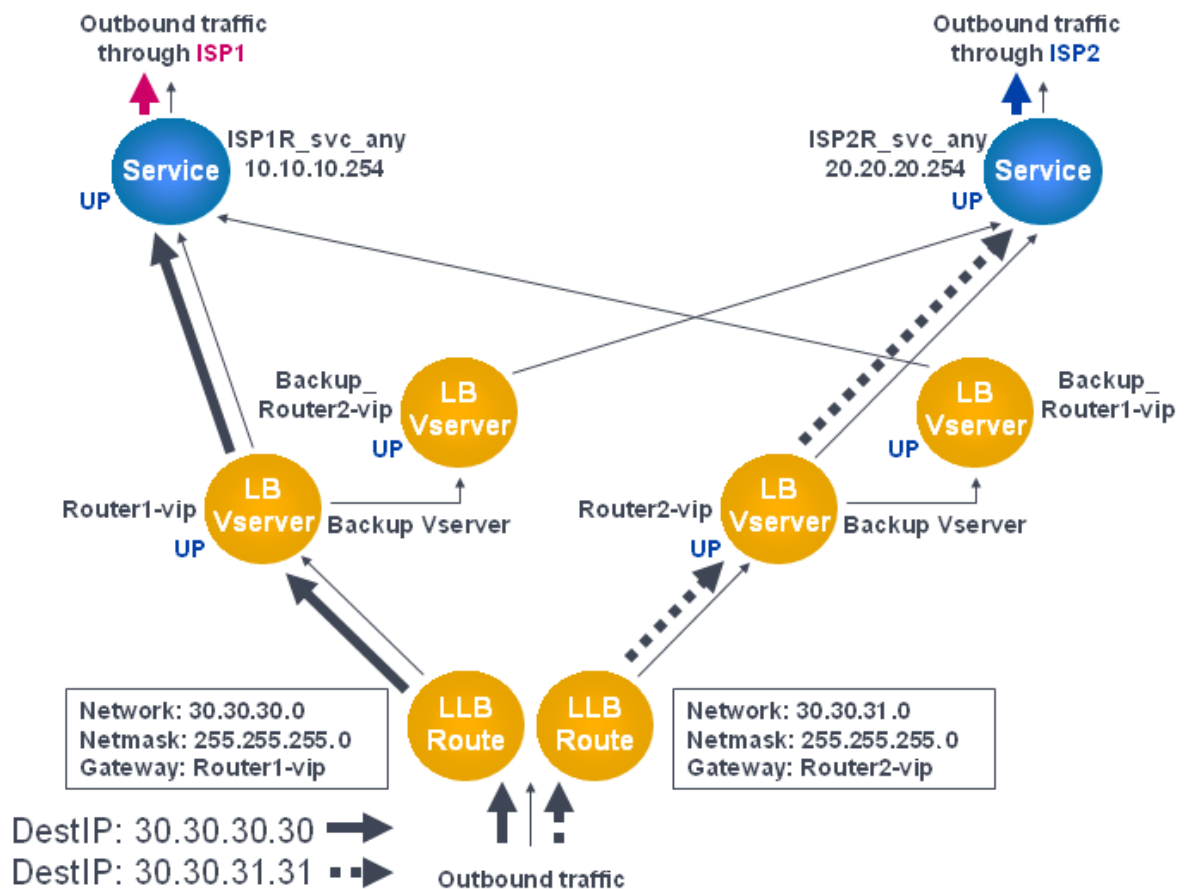 Outbound traffic
through ISP1
Outbound traffic
through ISP2
ISP1R_svc_any
10.10.10.254
Service
UP
ISP2R_svc_any
20.20.20.254
Service
UP
Backup_
Router2-vip
LB
Vserver
UP
LB
Vserver
Backup_
Router1-vip
UP
Router1-vip
LB
Vserver
UP
Backup Vserver
Router2-vip
LB
Vserver
UP
Backup Vserver
Network: 30.30.30.0
Netmask: 255.255.255.0
Gateway: Router1-vip
LLB
Route
LLB
Route
Network: 30.30.31.0
Netmask: 255.255.255.0
Gateway: Router2-vip
DestIP: 30.30.30.30
DestIP: 30.30.31.31
Outbound traffic